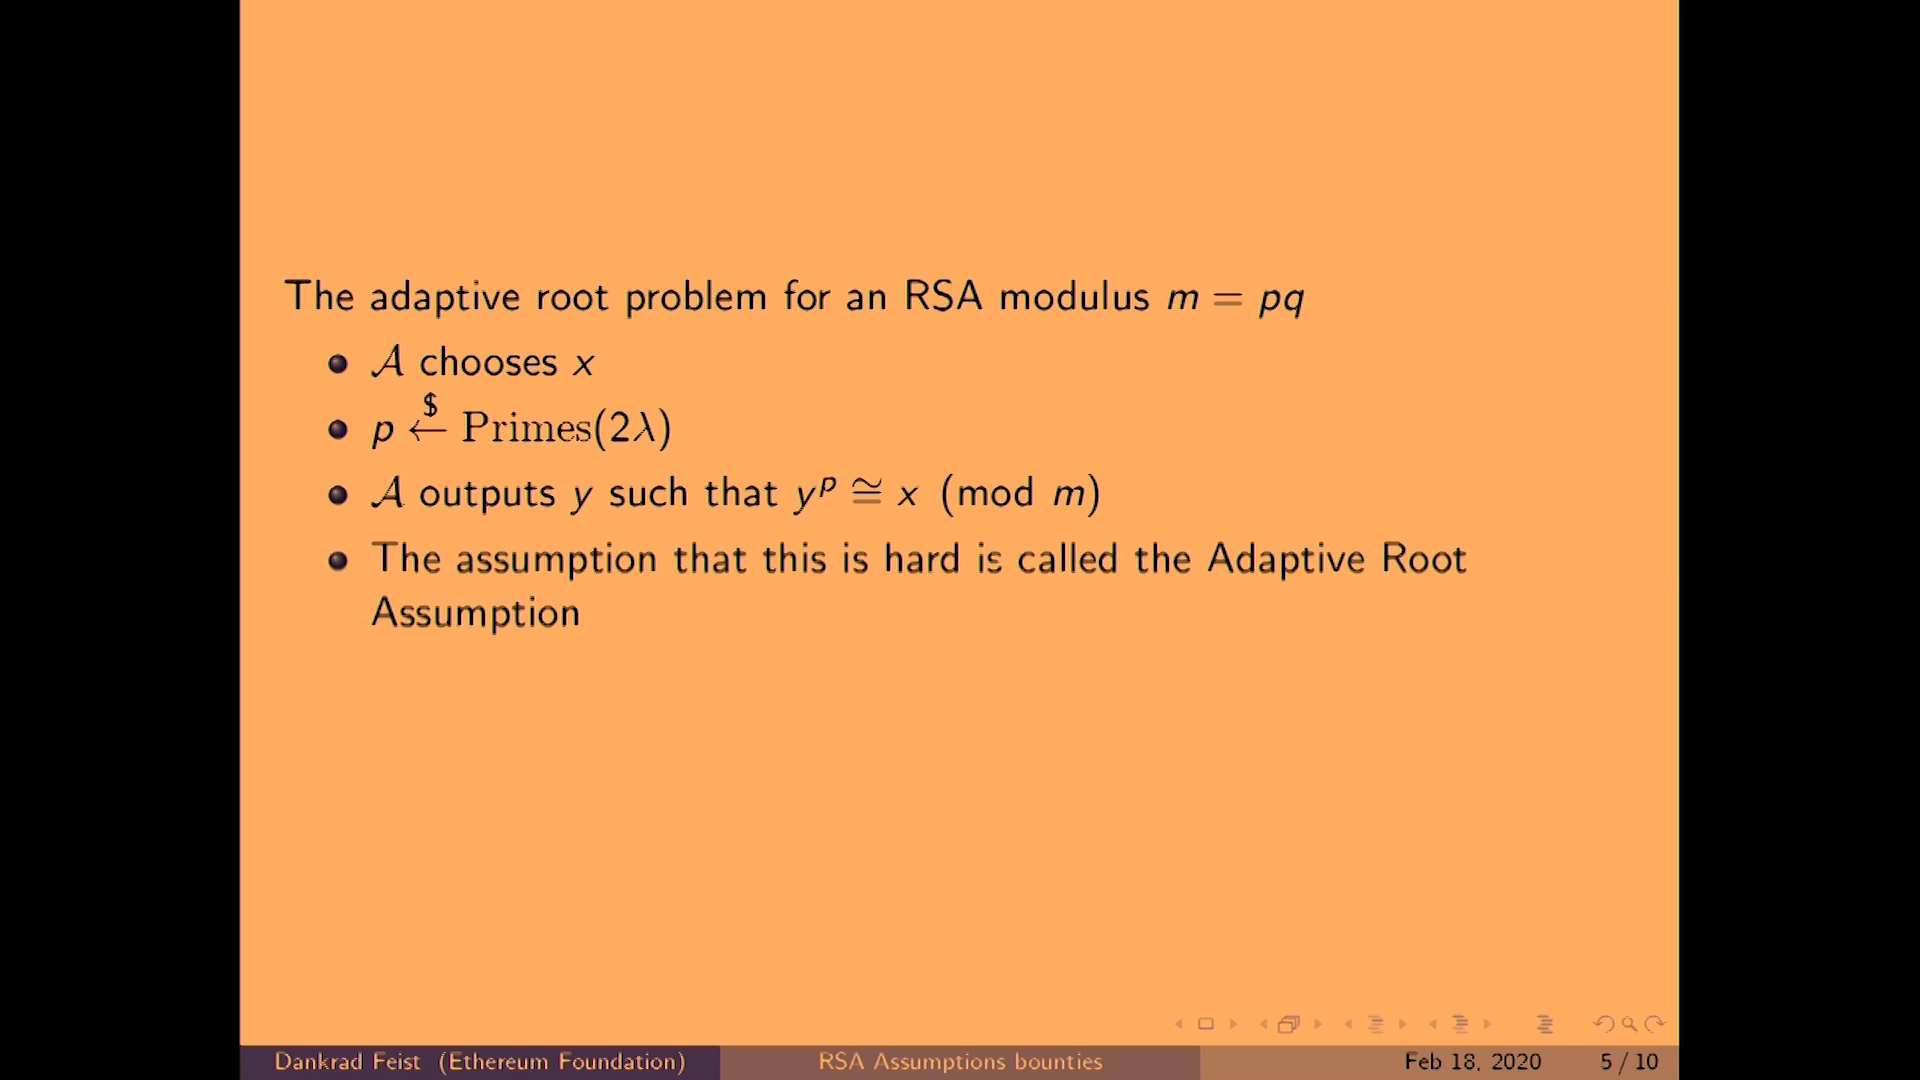 The adaptive root problem for an RSA modulus m = pq
• 𝒜 chooses x
• p ←$ Primes(2λ)
• 𝒜 outputs y such that y^p ≅ x (mod m)
• The assumption that this is hard is called the Adaptive Root
Assumption
Dankrad Feist (Ethereum Foundation) RSA Assumptions bounties Feb 18, 2020 5 / 10